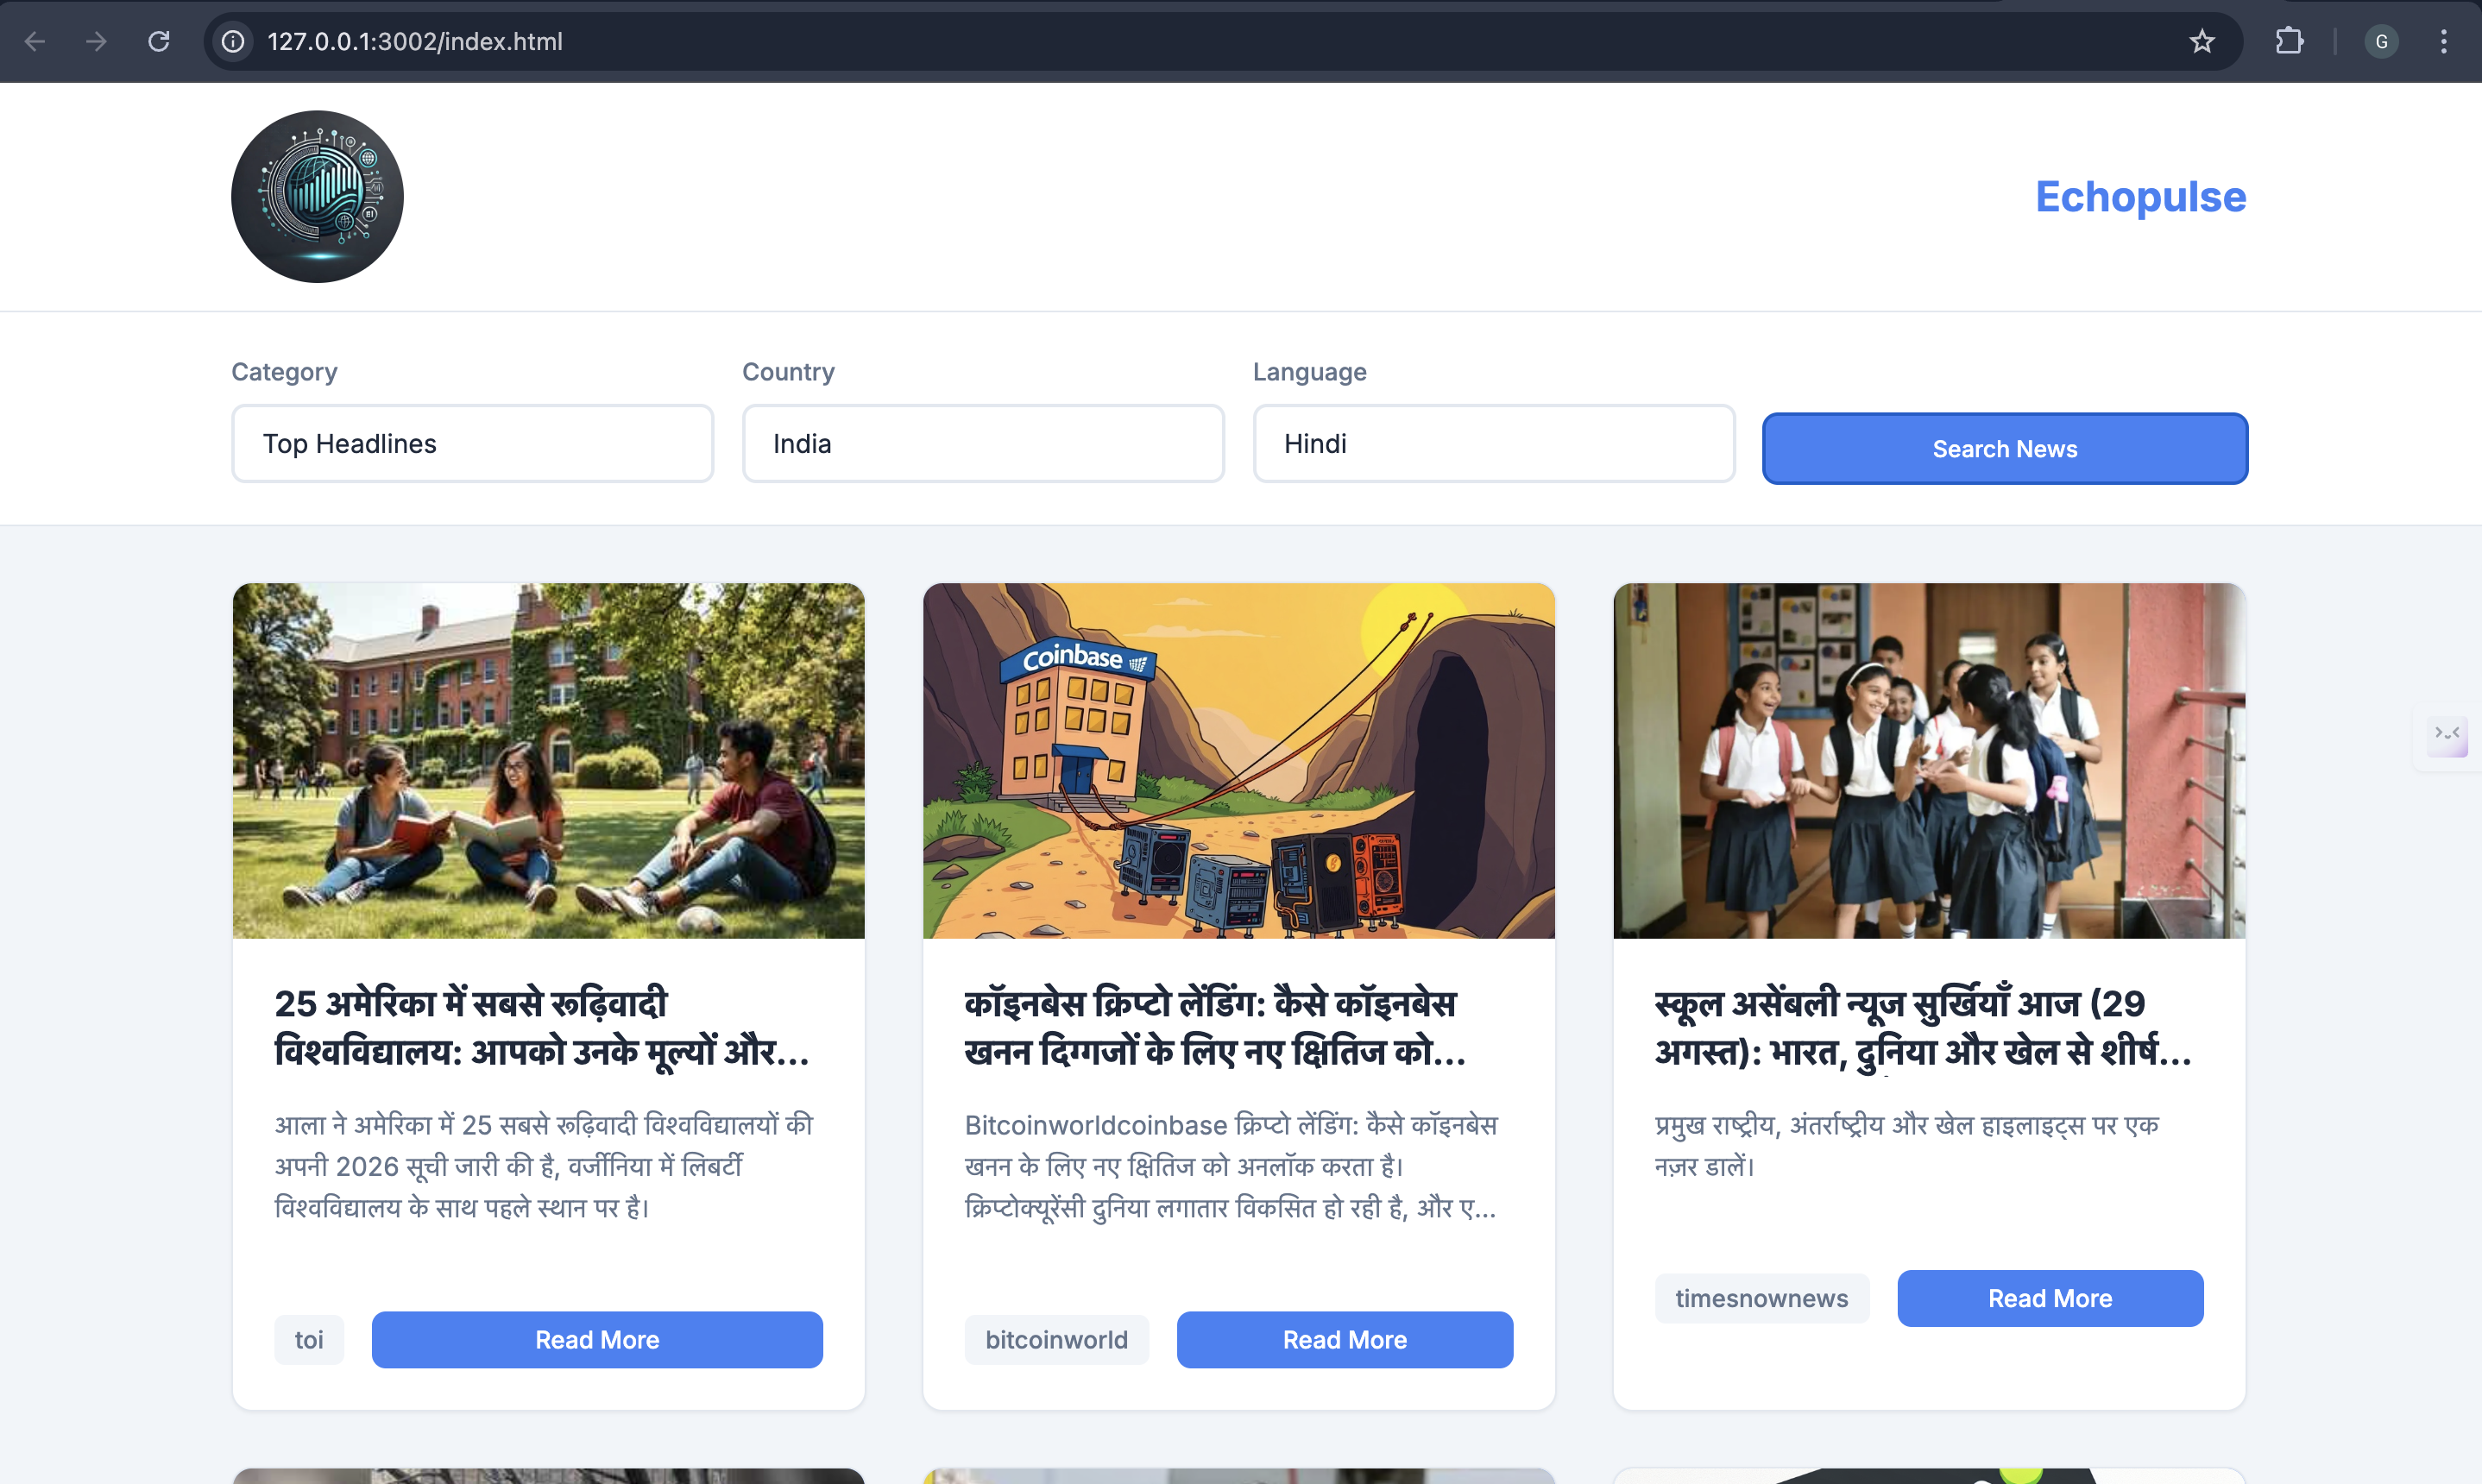 127.0.0.1:3002/index.html
G
Echopulse
Category
Country
Language
Top Headlines
India
Hindi
Search News
Coinbase
25 अमेरिका में सबसे रूढ़िवादी
विश्वविद्यालय: आपको उनके मूल्यों और...
आला ने अमेरिका में 25 सबसे रूढ़िवादी विश्वविद्यालयों की
अपनी 2026 सूची जारी की है, वर्जीनिया में लिबर्टी
विश्वविद्यालय के साथ पहले स्थान पर है।
toi
Read More
कॉइनबेस क्रिप्टो लेंडिंग: कैसे कॉइनबेस
खनन दिग्गजों के लिए नए क्षितिज को...
Bitcoinworldcoinbase क्रिप्टो लेंडिंग: कैसे कॉइनबेस
खनन के लिए नए क्षितिज को अनलॉक करता है।
क्रिप्टोक्यूरेंसी दुनिया लगातार विकसित हो रही है, और ए...
bitcoinworld
Read More
स्कूल असेंबली न्यूज सुर्खियाँ आज (29
अगस्त): भारत, दुनिया और खेल से शीर्ष...
प्रमुख राष्ट्रीय, अंतर्राष्ट्रीय और खेल हाइलाइट्स पर एक
नज़र डालें।
timesnownews
Read More